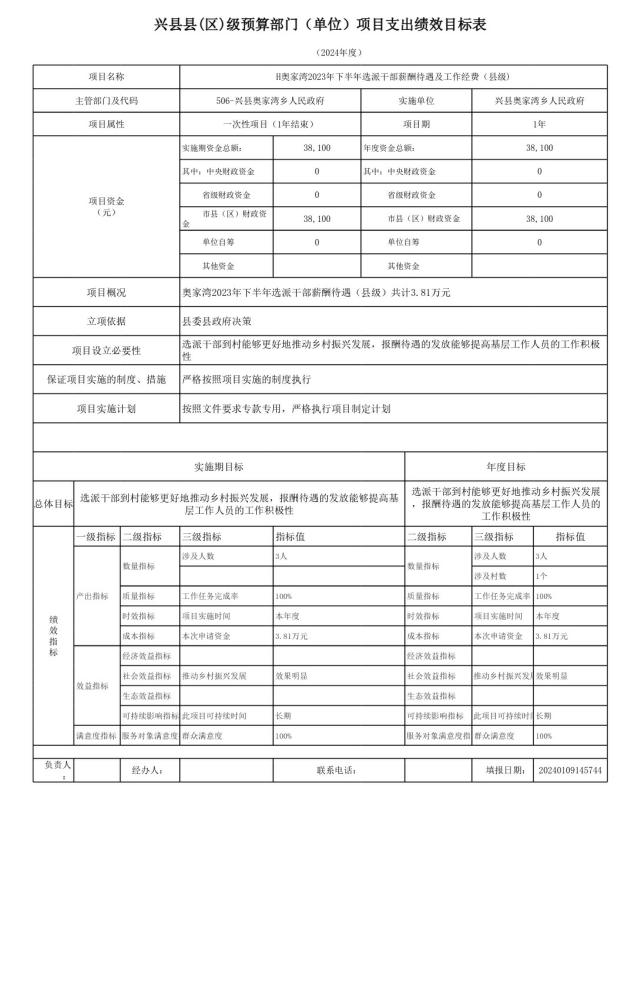 兴县县(区)级预算部门（单位）项目支出绩效目标表
（2024年度）
项目名称 H奥家湾2023年下半年选派干部薪酬待遇及工作经费（县级）
主管部门及代码 506-兴县奥家湾乡人民政府 实施单位 兴县奥家湾乡人民政府
项目属性 一次性项目（1年结束） 项目期 1年
项目资金
（元）
实施期资金总额： 38,100 年度资金总额： 38,100
其中：中央财政资金 0 其中：中央财政资金 0
省级财政资金 0 省级财政资金 0
市县（区）财政资
金 38,100 市县（区）财政资金 38,100
单位自筹 0 单位自筹 0
其他资金 其他资金
项目概况 奥家湾2023年下半年选派干部薪酬待遇（县级）共计3.81万元
立项依据 县委县政府决策
项目设立必要性 选派干部到村能够更好地推动乡村振兴发展，报酬待遇的发放能够提高基层工作人员的工作积极
性
保证项目实施的制度、措施 严格按照项目实施的制度执行
项目实施计划 按照文件要求专款专用，严格执行项目制定计划
实施期目标 年度目标
总体目标
选派干部到村能够更好地推动乡村振兴发展，报酬待遇的发放能够提高基
层工作人员的工作积极性
选派干部到村能够更好地推动乡村振兴发展
，报酬待遇的发放能够提高基层工作人员的
工作积极性
绩效指标
一级指标 二级指标 三级指标 指标值 二级指标 三级指标 指标值
产出指标 数量指标 涉及人数 3人 数量指标 涉及人数 3人
涉及村数 1个
质量指标 工作任务完成率 100% 质量指标 工作任务完成率 100%
时效指标 项目实施时间 本年度 时效指标 项目实施时间 本年度
成本指标 本次申请资金 3.81万元 成本指标 本次申请资金 3.81万元
效益指标 经济效益指标 经济效益指标
社会效益指标 推动乡村振兴发展 效果明显 社会效益指标 推动乡村振兴发展 效果明显
生态效益指标 生态效益指标
可持续影响指标 此项目可持续时间 长期 可持续影响指标 此项目可持续时间 长期
满意度指标 服务对象满意度 群众满意度 100% 服务对象满意度指 群众满意度 100%
负责人
： 经办人： 联系电话： 填报日期： 20240109145744